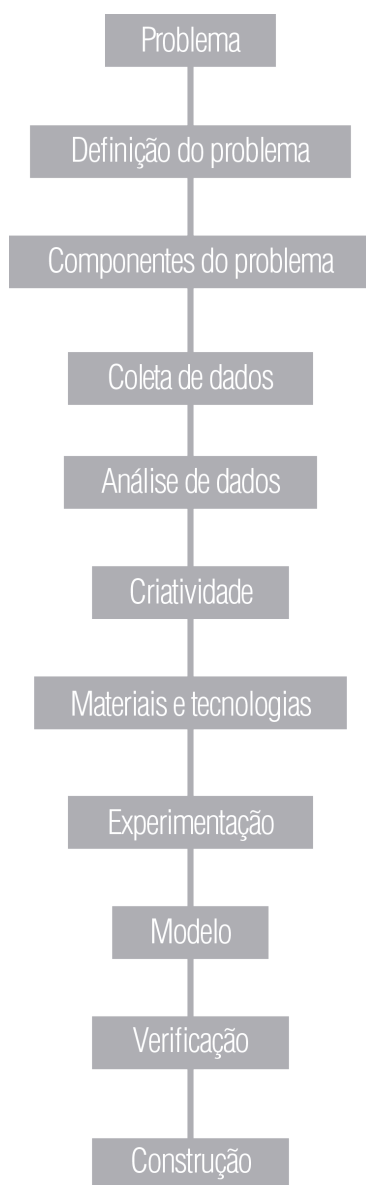 Problema
Definição do problema
Componentes do problema
Coleta de dados
Análise de dados
Criatividade
Materiais e tecnologias
Experimentação
Modelo
Verificação
Construção